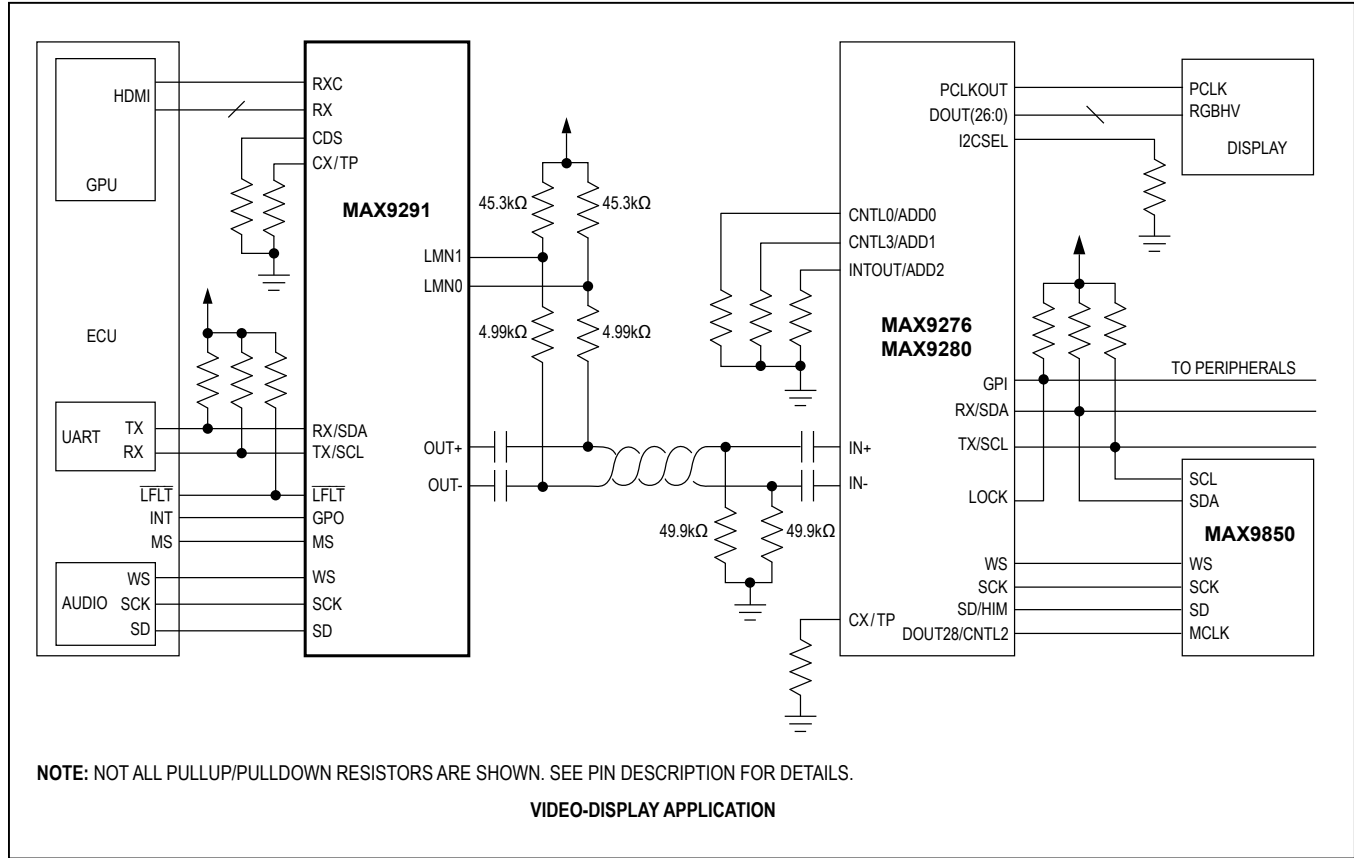 ECU
GPU
HDMI
UART
TX
RX
LFLT
INT
MS
AUDIO
WS
SCK
SD
RXC
RX
CDS
CX/TP
MAX9291
LMN1
LMN0
RX/SDA
TX/SCL
LFLT
GPO
MS
WS
SCK
SD
OUT+
OUT-
45.3kΩ
45.3kΩ
4.99kΩ
4.99kΩ
49.9kΩ
49.9kΩ
PCLKOUT
DOUT(26:0)
I2CSEL
CNTL0/ADD0
CNTL3/ADD1
INTOUT/ADD2
MAX9276
MAX9280
GPI
RX/SDA
TX/SCL
IN+
IN-
LOCK
WS
SCK
SD/HIM
CX/TP
DOUT28/CNTL2
PCLK
RGBHV
DISPLAY
TO PERIPHERALS
SCL
SDA
MAX9850
WS
SCK
SD
MCLK
NOTE: NOT ALL PULLUP/PULLDOWN RESISTORS ARE SHOWN. SEE PIN DESCRIPTION FOR DETAILS.
VIDEO-DISPLAY APPLICATION